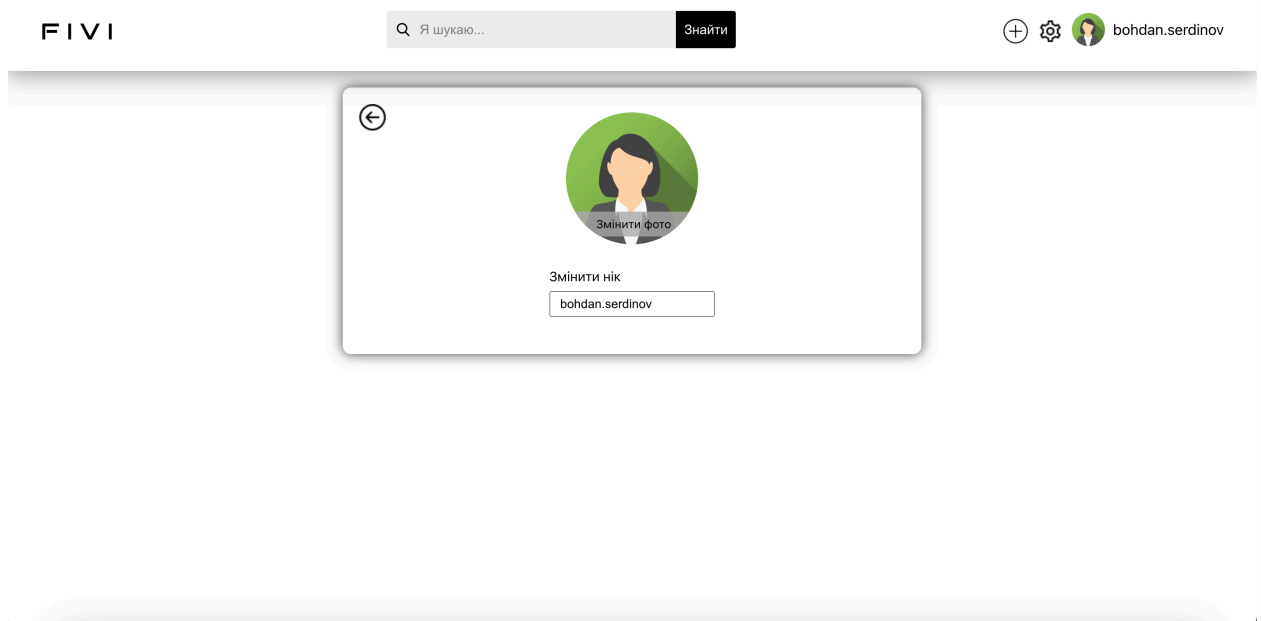 FIVI
Я шукаю...
Знайти
bohdan.serdinov
Змінити фото
Змінити нік
bohdan.serdinov